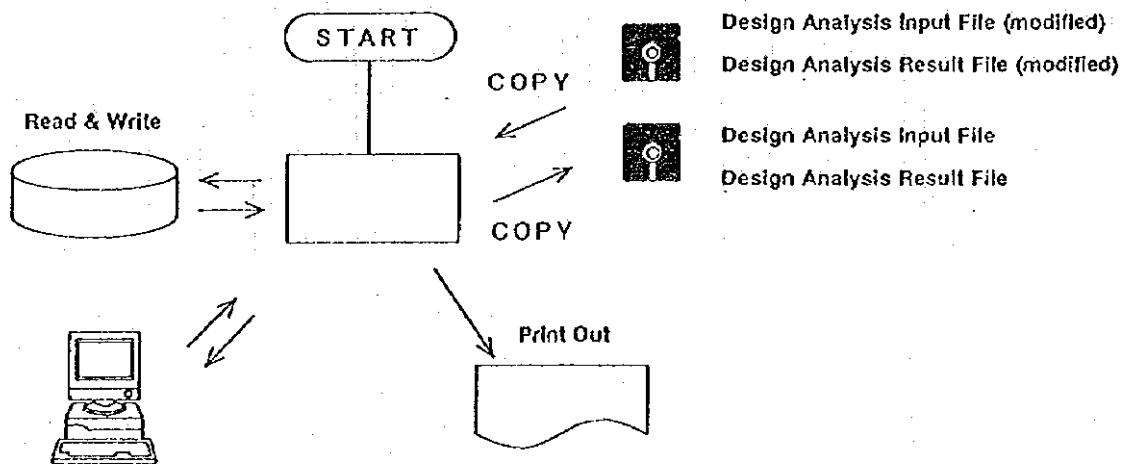 START
Design Analysis Input File (modified)
Design Analysis Result File (modified)
COPY
Read & Write
Design Analysis Input File
Design Analysis Result File
COPY
Print Out